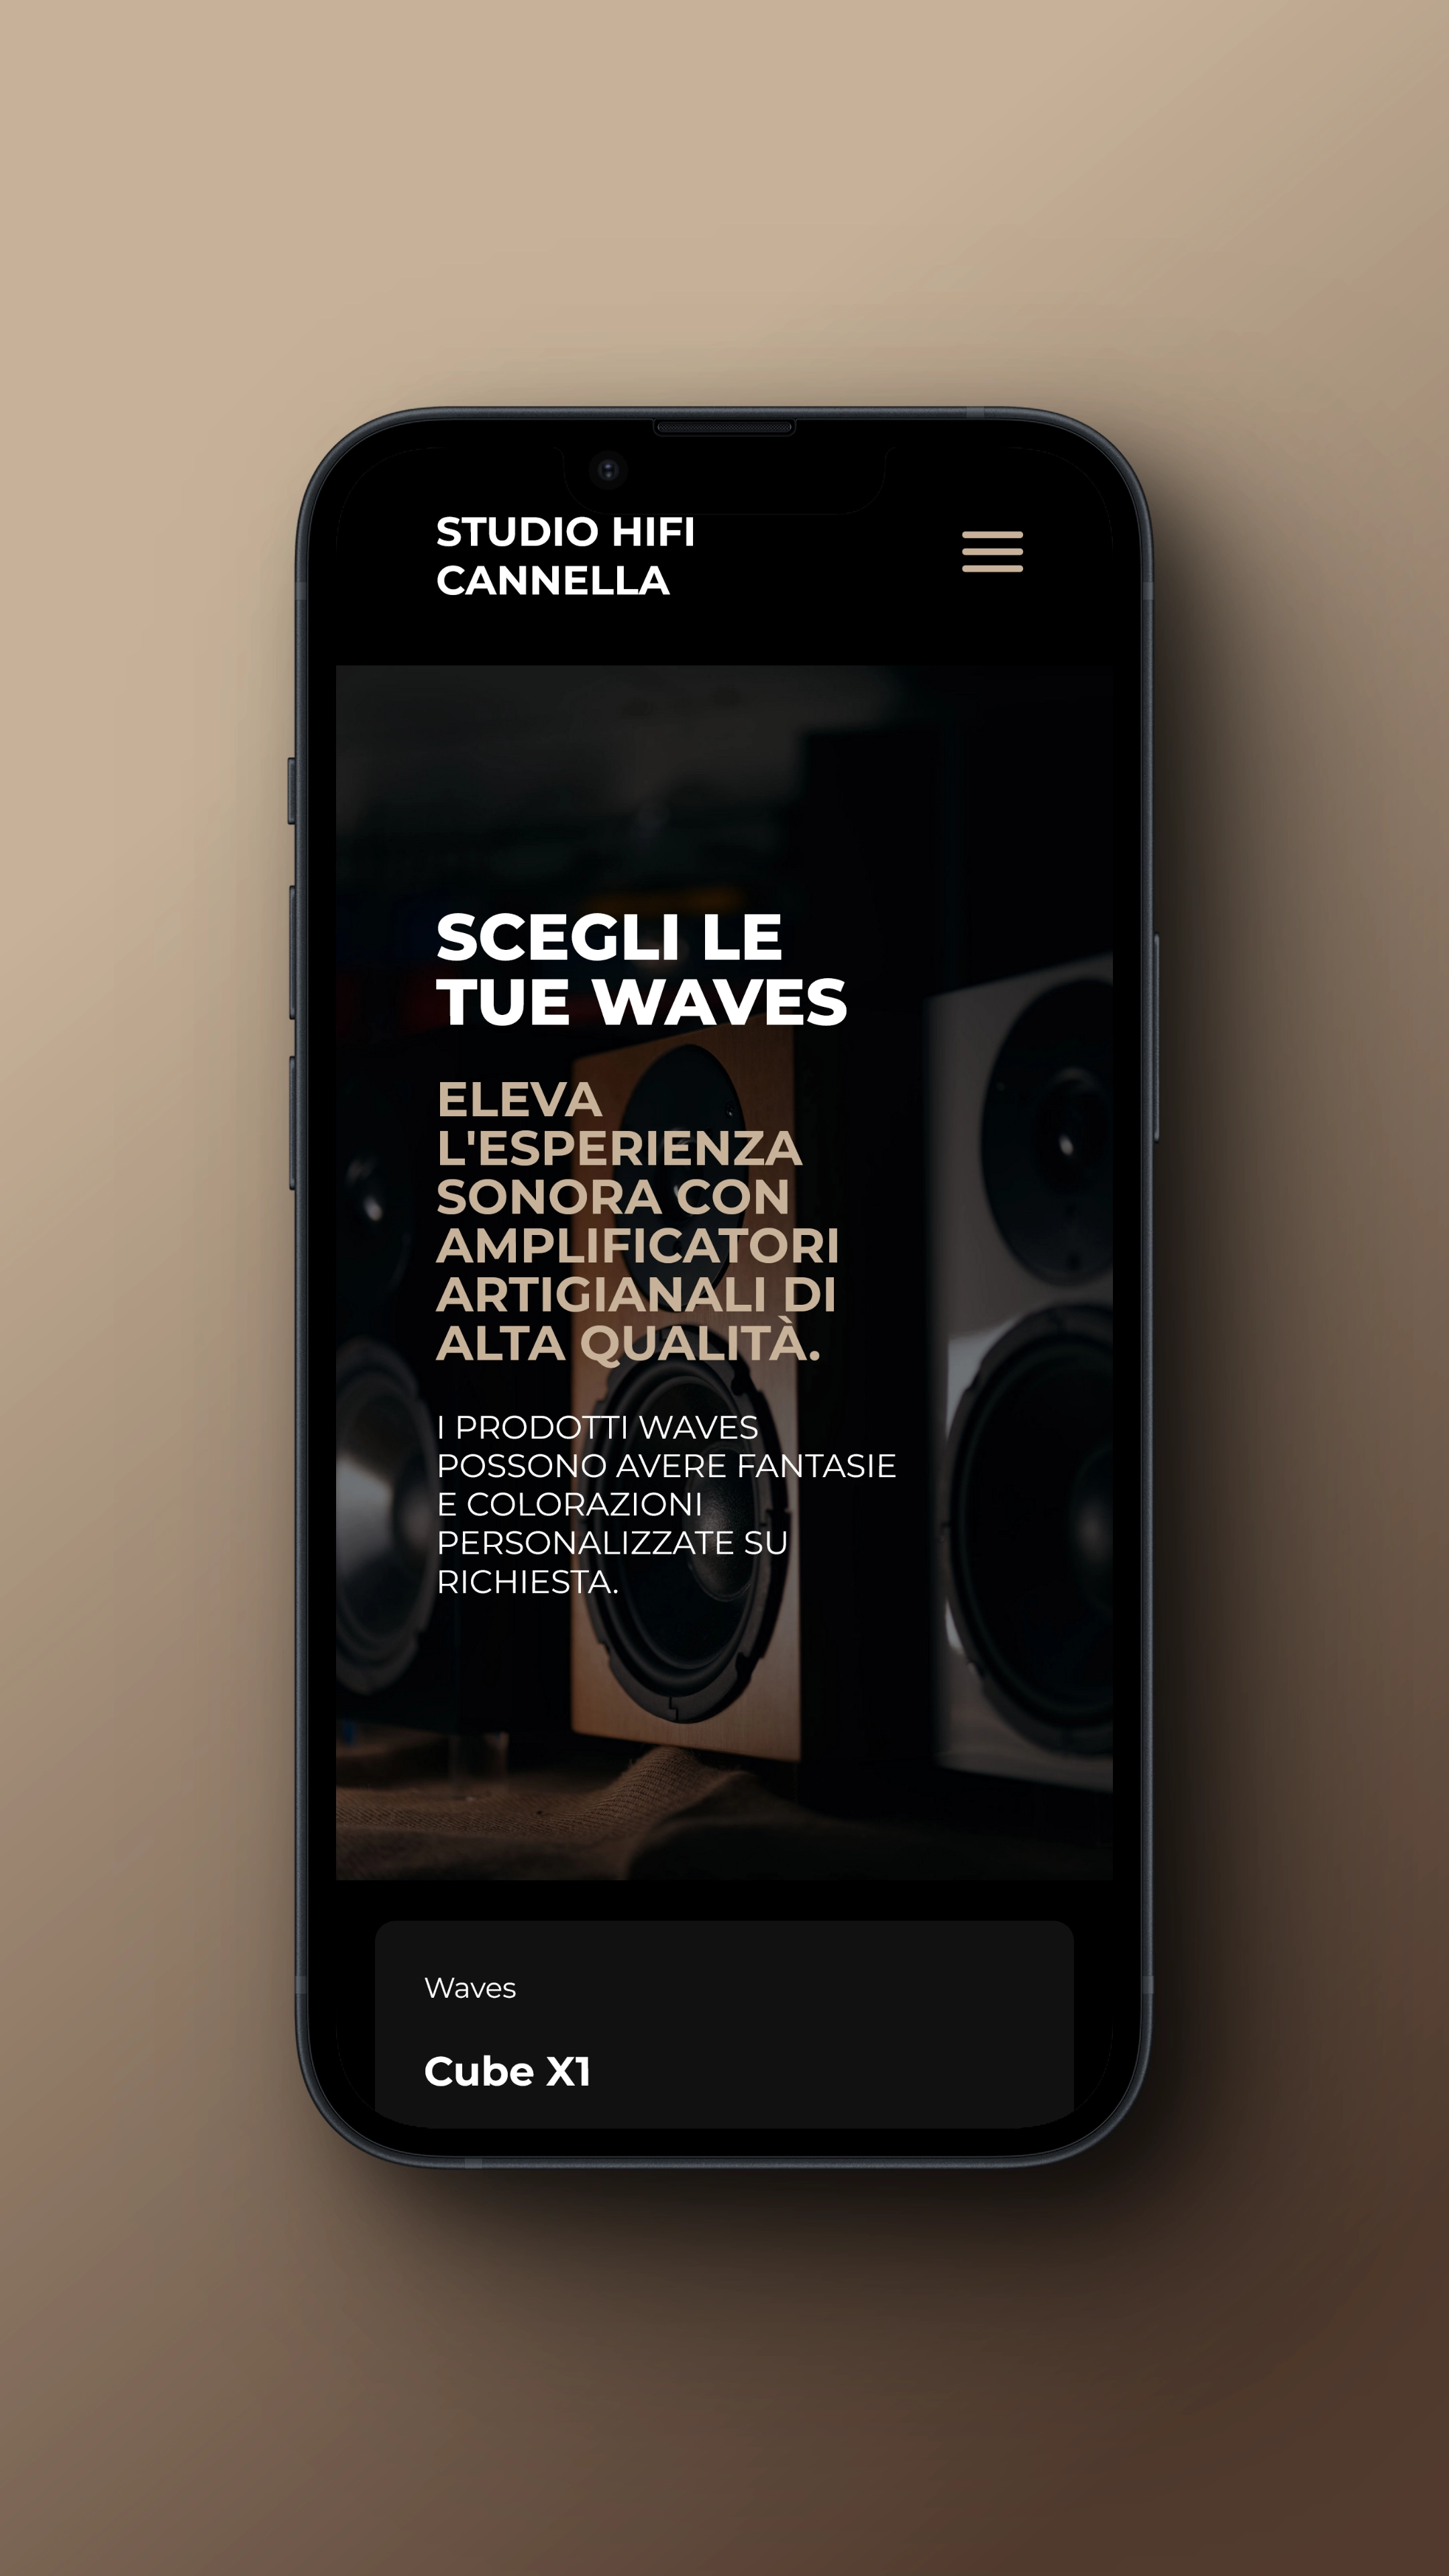 STUDIO HIFI
CANNELLA
SCEGLI LE
TUE WAVES
ELEVA
L'ESPERIENZA
SONORA CON
AMPLIFICATORI
ARTIGIANALI DI
ALTA QUALITÀ.
I PRODOTTI WAVES
POSSONO AVERE FANTASIE
E COLORAZIONI
PERSONALIZZATE SU
RICHIESTA.
Waves
Cube X1